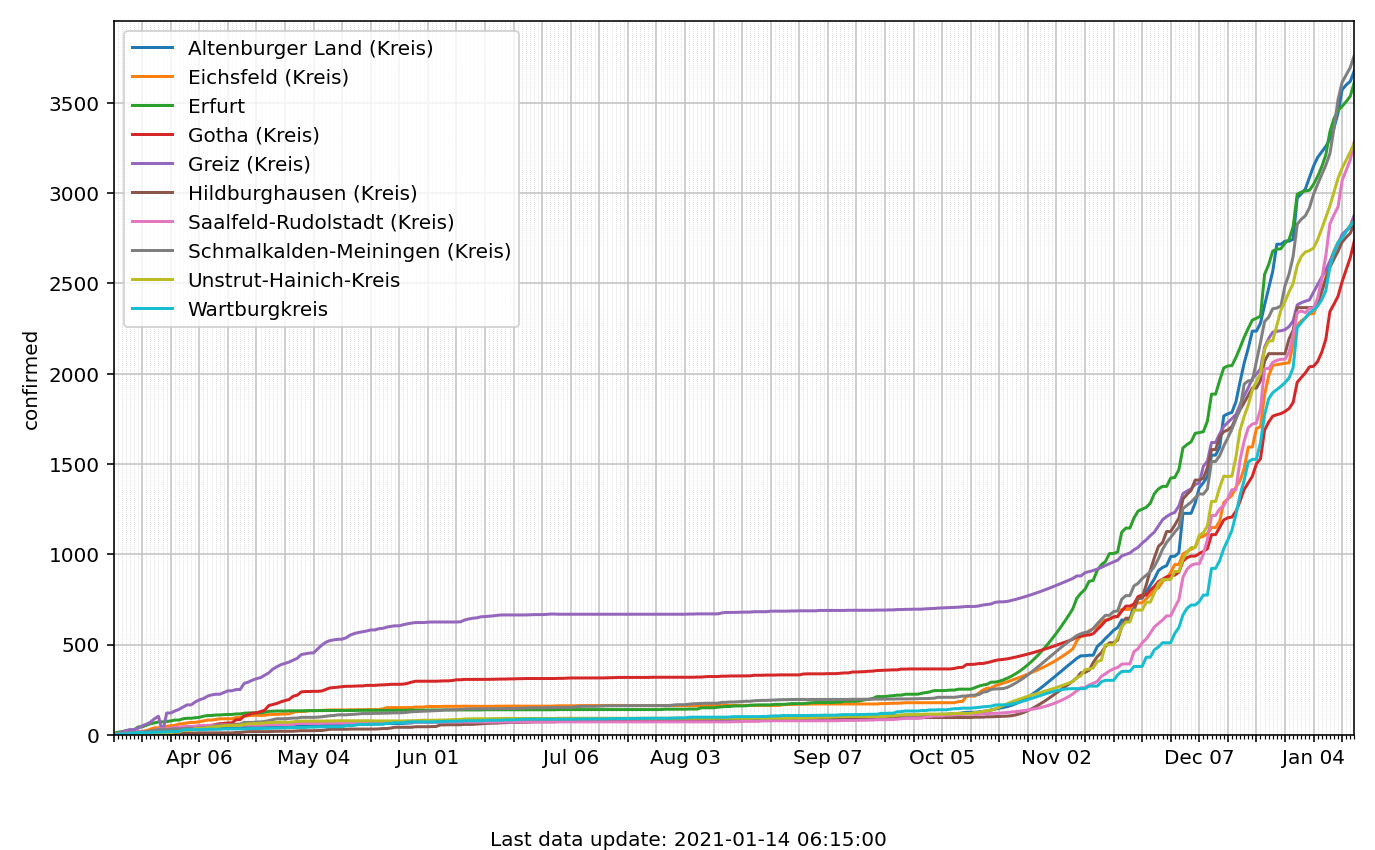 Altenburger Land (Kreis)
Eichsfeld (Kreis)
Erfurt
Gotha (Kreis)
Greiz (Kreis)
Hildburghausen (Kreis)
Saalfeld-Rudolstadt (Kreis)
Schmalkalden-Meiningen (Kreis)
Unstrut-Hainich-Kreis
Wartburgkreis
3500
3000
2500
2000
1500
1000
500
0
confirmed
Apr 06 May 04 Jun 01 Jul 06 Aug 03 Sep 07 Oct 05 Nov 02 Dec 07 Jan 04
Last data update: 2021-01-14 06:15:00